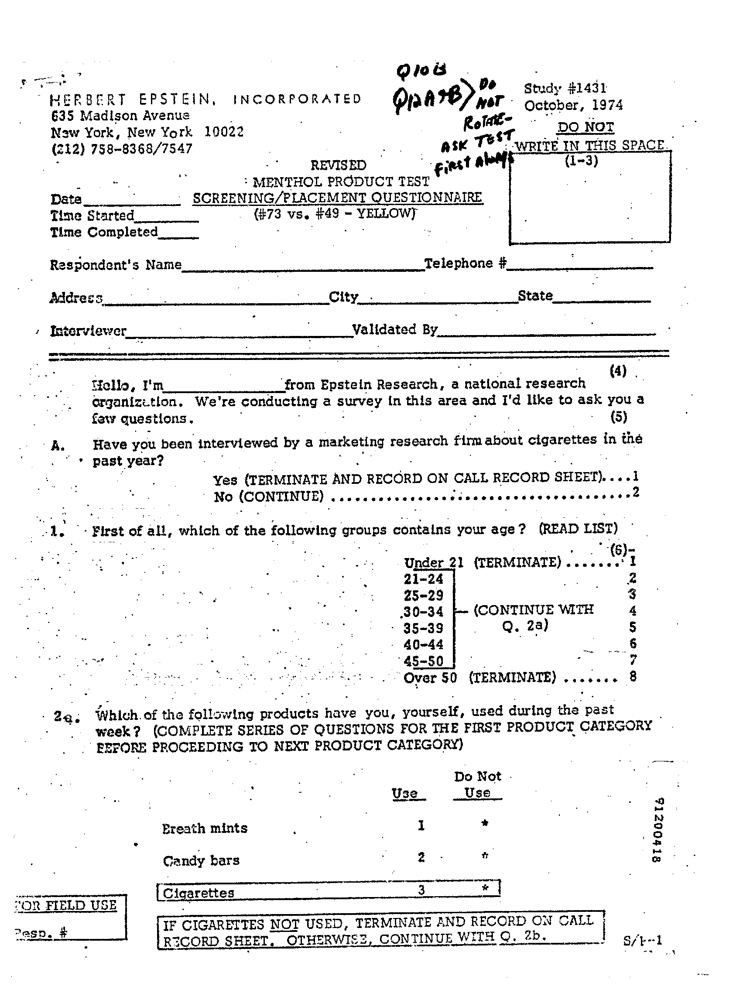 Q10B
Q12A+B) DO NOT ROTATE-
ASK TEST
FIRST ALWAYS
HERBERT EPSTEIN, INCORPORATED
635 Madison Avenue
New York, New York 10022
(212) 758-8368/7547
Study #1431
October, 1974
DO NOT
WRITE IN THIS SPACE
(1-3)
REVISED
MENTHOL PRODUCT TEST
Date SCREENING/PLACEMENT QUESTIONNAIRE
Time Started (#73 vs. #49 - YELLOW)
Time Completed
Respondent's Name Telephone #
Address City State
Interviewer Validated By
(4)
Hello, I'm from Epstein Research, a national research
organization. We're conducting a survey in this area and I'd like to ask you a
few questions. (5)
A. Have you been interviewed by a marketing research firm about cigarettes in the
past year?
Yes (TERMINATE AND RECORD ON CALL RECORD SHEET)....1
No (CONTINUE) ......................................2
1. First of all, which of the following groups contains your age? (READ LIST)
(6)-
Under 21 (TERMINATE) ....... 1
21-24 2
25-29 3
30-34 (CONTINUE WITH 4
35-39 Q. 2a) 5
40-44 6
45-50 7
Over 50 (TERMINATE) ....... 8
2a. Which of the following products have you, yourself, used during the past
week? (COMPLETE SERIES OF QUESTIONS FOR THE FIRST PRODUCT CATEGORY
BEFORE PROCEEDING TO NEXT PRODUCT CATEGORY)
Do Not
Use Use
Breath mints 1 *
Candy bars 2 *
Cigarettes 3 *
IF CIGARETTES NOT USED, TERMINATE AND RECORD ON CALL
RECORD SHEET. OTHERWISE, CONTINUE WITH Q. 2b.
FOR FIELD USE
Resp. #
S/P-1
91200418